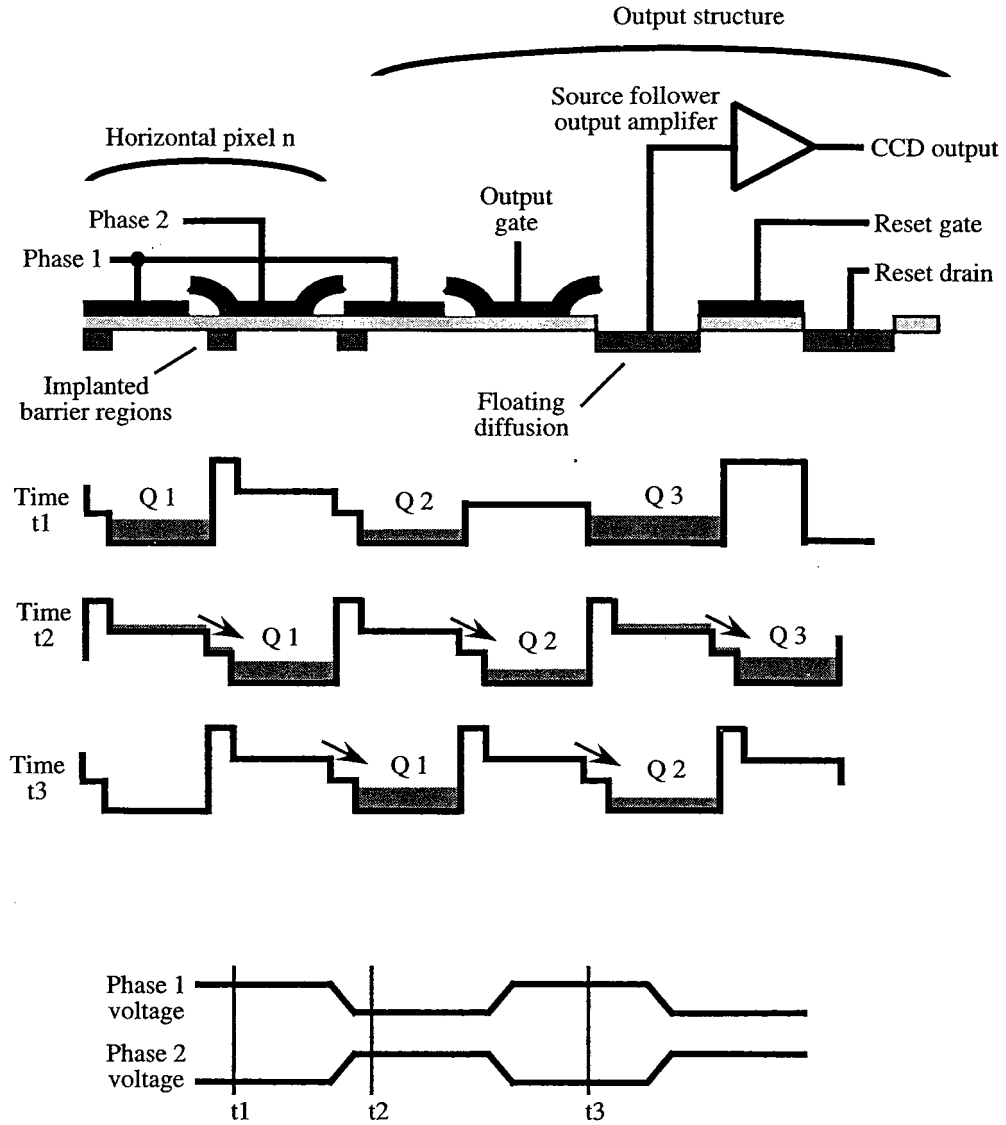 Output structure
Source follower
output amplifer
CCD output
Horizontal pixel n
Phase 2
Output
gate
Reset gate
Phase 1
Reset drain
Implanted
barrier regions
Floating
diffusion
Time
t1
Q 1
Q 2
Q 3
Time
t2
Q 1
Q 2
Q 3
Time
t3
Q 1
Q 2
Phase 1
voltage
Phase 2
voltage
t1
t2
t3